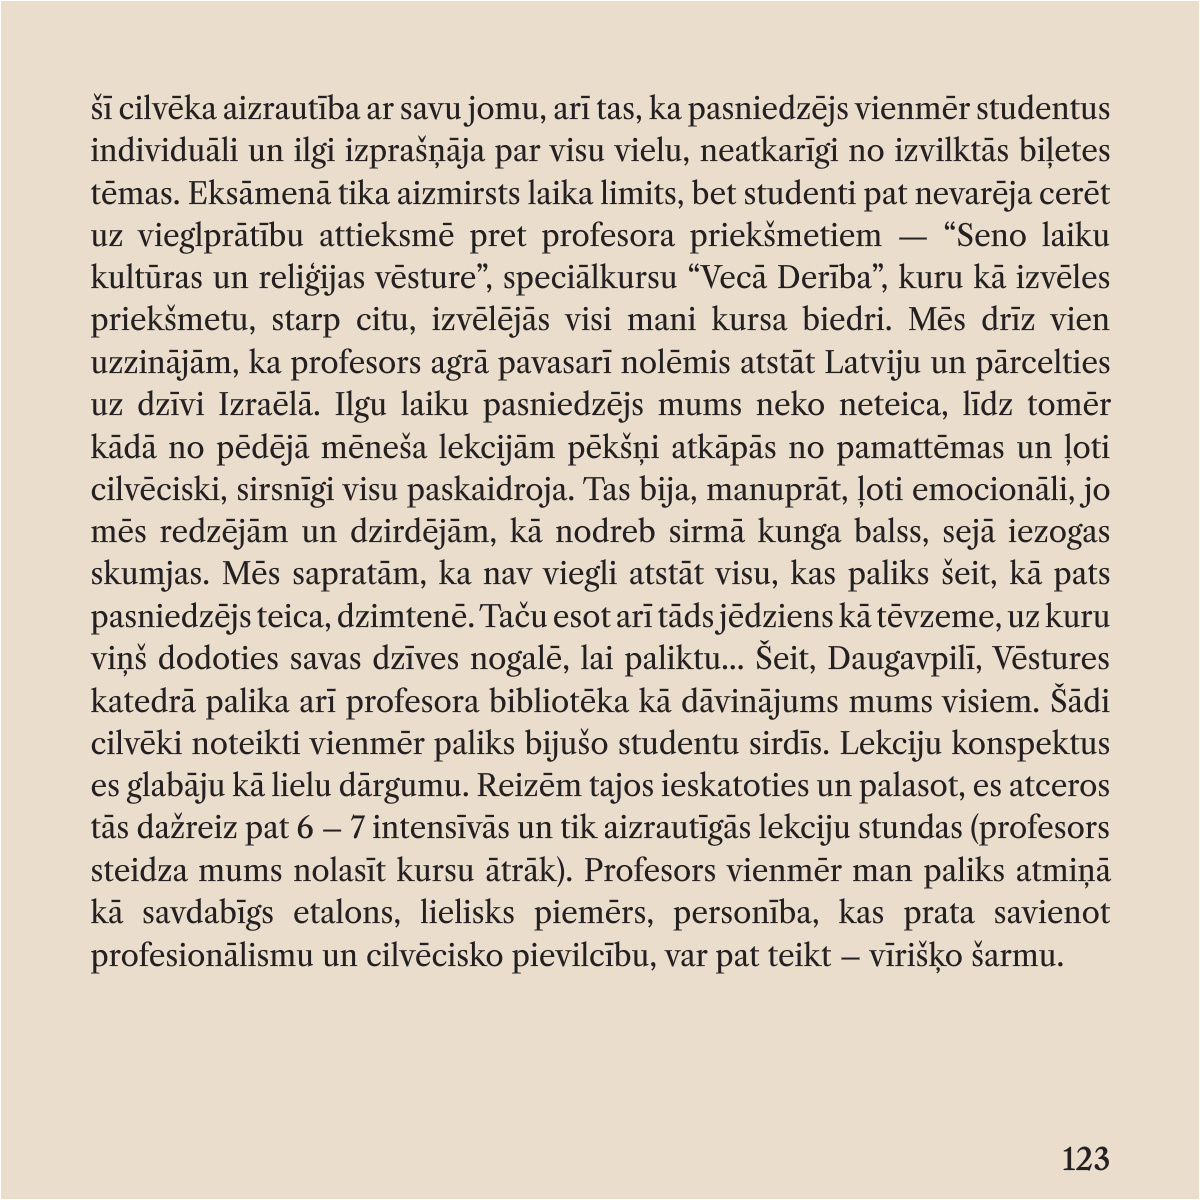 šī cilvēka aizrautība ar savu jomu, arī tas, ka pasniedzējs vienmēr studentus
individuāli un ilgi izprašņāja par visu vielu, neatkarīgi no izvilktās biļetes
tēmas. Eksāmenā tika aizmirsts laika limits, bet studenti pat nevarēja cerēt
uz vieglprātību attieksmē pret profesora priekšmetiem — “Seno laiku
kultūras un reliģijas vēsture”, speciālkursu “Vecā Derība”, kuru kā izvēles
priekšmetu, starp citu, izvēlējās visi mani kursa biedri. Mēs drīz vien
uzzinājām, ka profesors agrā pavasarī nolēmis atstāt Latviju un pārcelties
uz dzīvi Izraēlā. Ilgu laiku pasniedzējs mums neko neteica, līdz tomēr
kādā no pēdējā mēneša lekcijām pēkšņi atkāpās no pamattēmas un ļoti
cilvēciski, sirsnīgi visu paskaidroja. Tas bija, manuprāt, ļoti emocionāli, jo
mēs redzējām un dzirdējām, kā nodreb sirmā kunga balss, sejā iezogas
skumjas. Mēs sapratām, ka nav viegli atstāt visu, kas paliks šeit, kā pats
pasniedzējs teica, dzimtenē. Taču esot arī tāds jēdziens kā tēvzeme, uz kuru
viņš dodoties savas dzīves nogalē, lai paliktu... Šeit, Daugavpilī, Vēstures
katedrā palika arī profesora bibliotēka kā dāvinājums mums visiem. Šādi
cilvēki noteikti vienmēr paliks bijušo studentu sirdīs. Lekciju konspektus
es glabāju kā lielu dārgumu. Reizēm tajos ieskatoties un palasot, es atceros
tās dažreiz pat 6 – 7 intensīvās un tik aizrautīgās lekciju stundas (profesors
steidza mums nolasīt kursu ātrāk). Profesors vienmēr man paliks atmiņā
kā savdabīgs etalons, lielisks piemērs, personība, kas prata savienot
profesionālismu un cilvēcisko pievilcību, var pat teikt – vīrišķo šarmu.
123